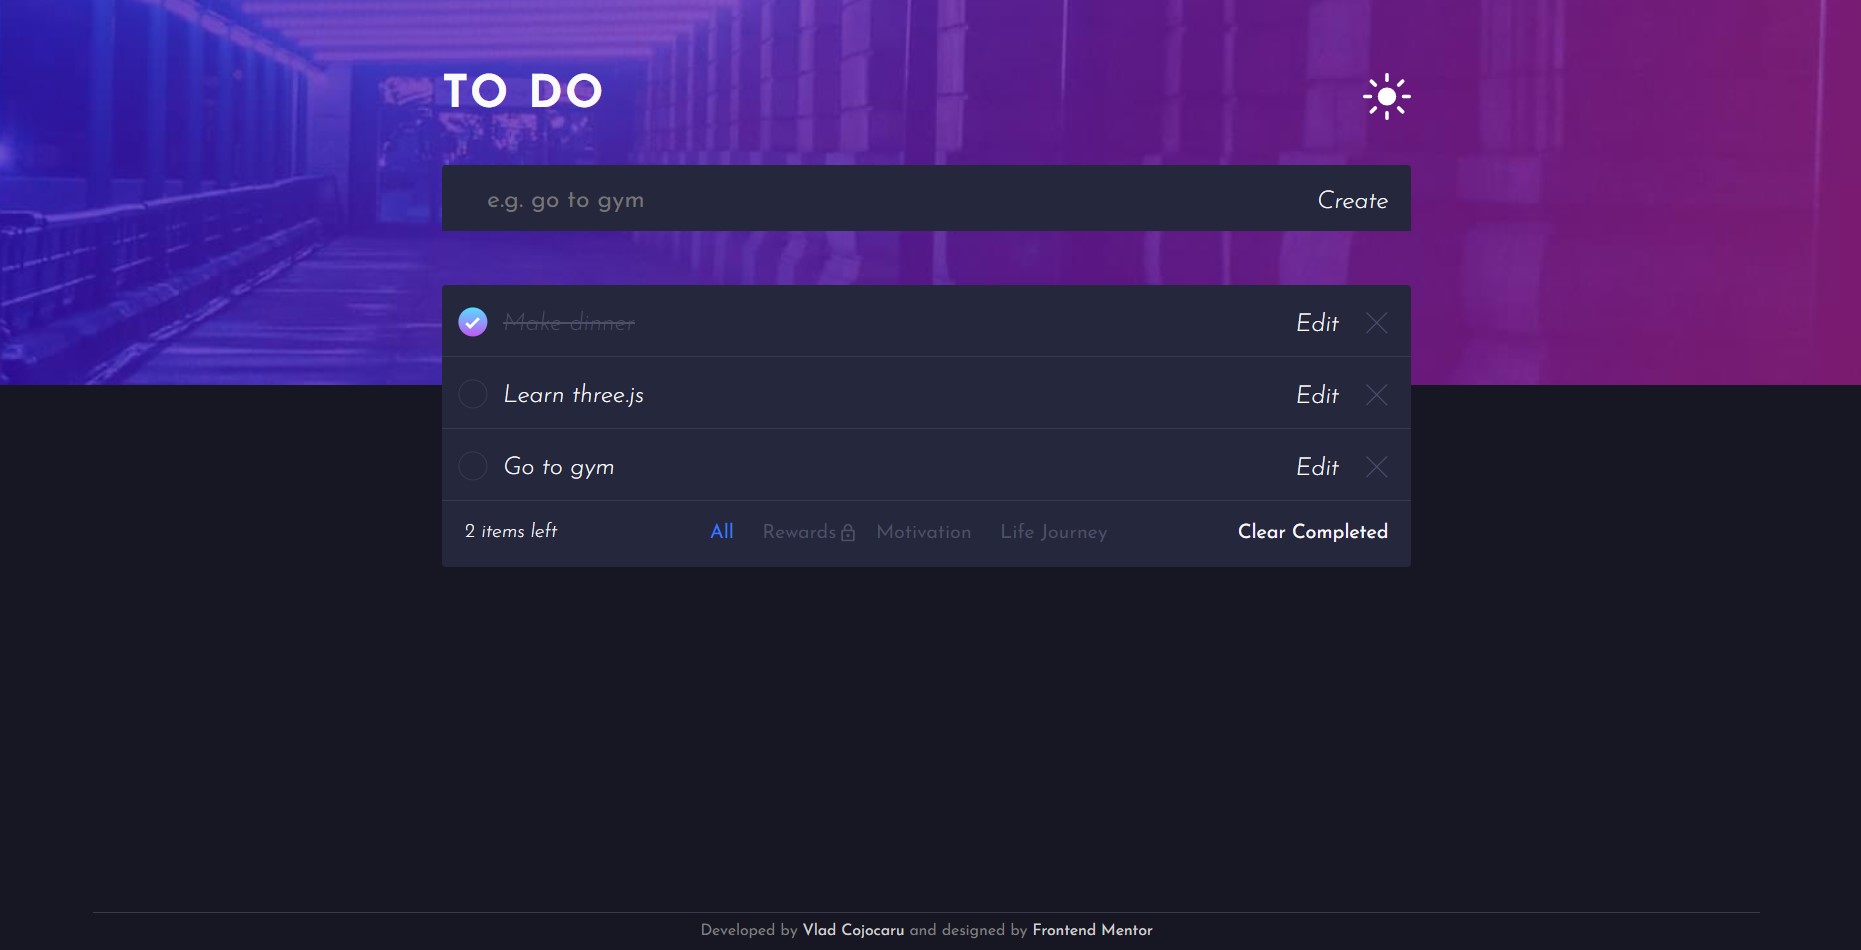 TO DO
e.g. go to gym Create
Make dinner Edit
Learn three.js Edit
Go to gym Edit
2 items left All Rewards Motivation Life Journey Clear Completed
Developed by Vlad Cojocaru and designed by Frontend Mentor